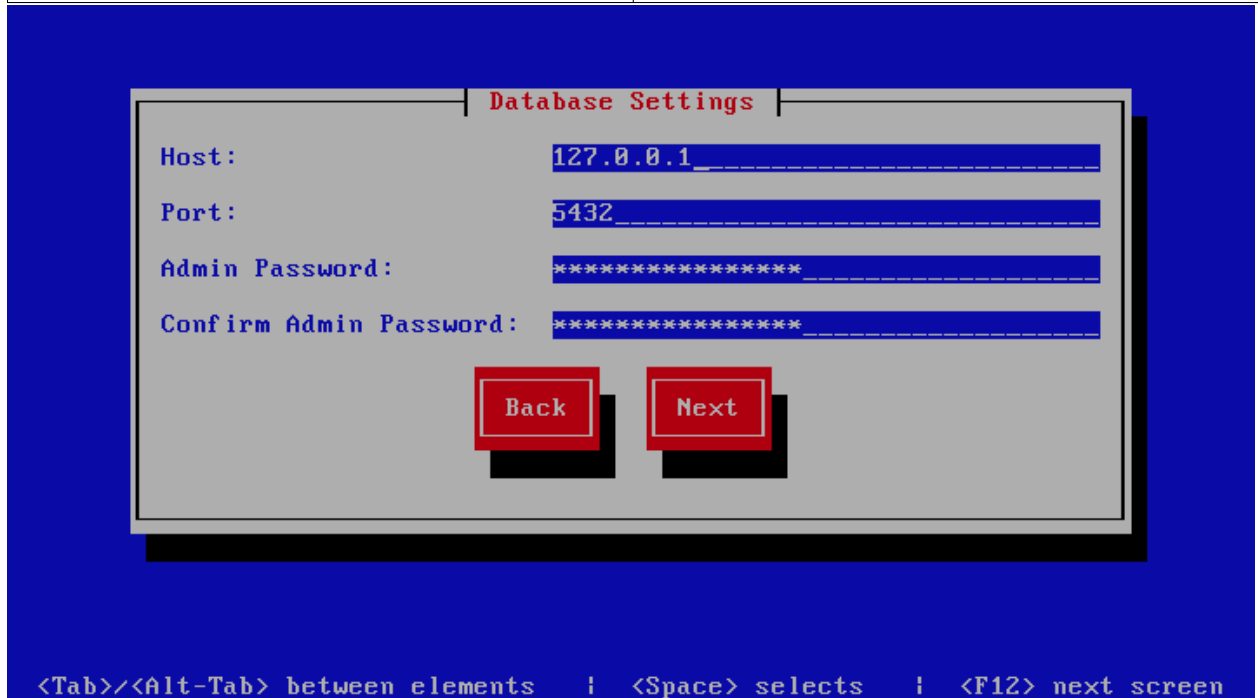 Database Settings
Host: 127.0.0.1
Port: 5432
Admin Password: ****************
Confirm Admin Password: ****************
Back Next
<Tab>/<Alt-Tab> between elements | <Space> selects | <F12> next screen